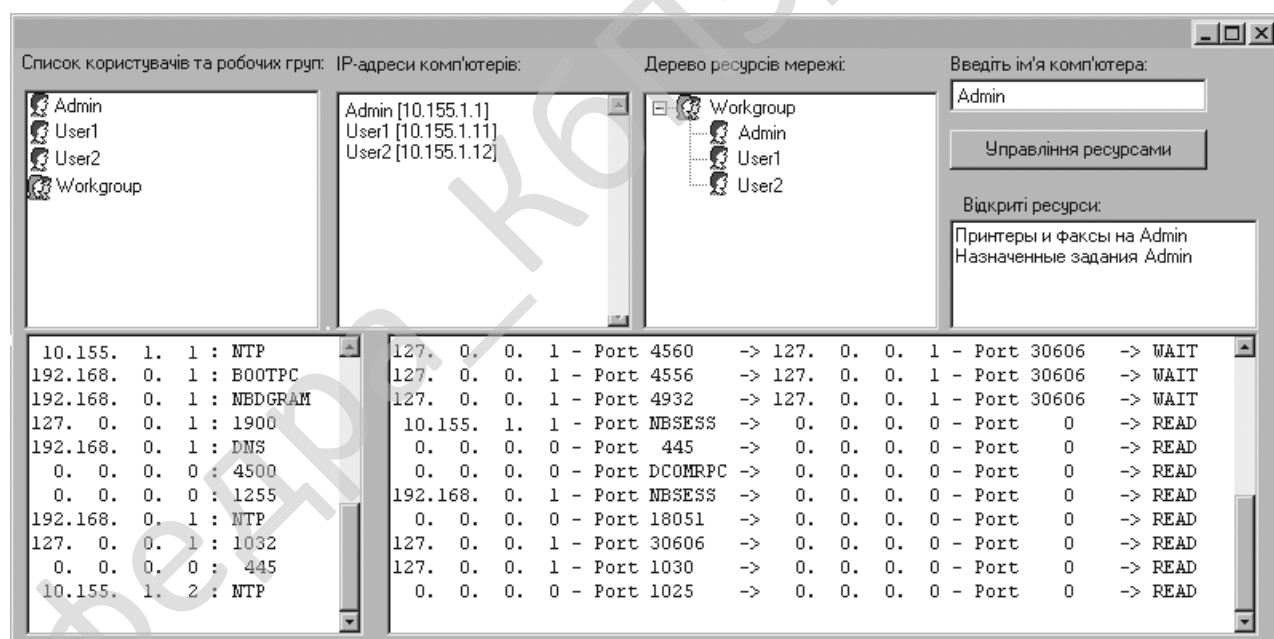 Список користувачів та робочих груп:
Admin
User1
User2
Workgroup
IP-адреси комп'ютерів:
Admin [10.155.1.1]
User1 [10.155.1.11]
User2 [10.155.1.12]
Дерево ресурсів мережі:
Workgroup
Admin
User1
User2
Введіть ім'я комп'ютера:
Admin
Управління ресурсами
Відкриті ресурси:
Принтеры и факсы на Admin
Назначенные задания Admin
10.155. 1. 1 : NTP
192.168. 0. 1 : BOOTPC
192.168. 0. 1 : NBDGRAM
127. 0. 0. 1 : 1900
192.168. 0. 1 : DNS
0. 0. 0. 0 : 4500
0. 0. 0. 0 : 1255
192.168. 0. 1 : NTP
127. 0. 0. 1 : 1032
0. 0. 0. 0 : 445
10.155. 1. 2 : NTP
127. 0. 0. 1 - Port 4560 -> 127. 0. 0. 1 - Port 30606 -> WAIT
127. 0. 0. 1 - Port 4556 -> 127. 0. 0. 1 - Port 30606 -> WAIT
127. 0. 0. 1 - Port 4932 -> 127. 0. 0. 1 - Port 30606 -> WAIT
10.155. 1. 1 - Port NBSESS -> 0. 0. 0. 0 - Port 0 -> READ
0. 0. 0. 0 - Port 445 -> 0. 0. 0. 0 - Port 0 -> READ
0. 0. 0. 0 - Port DCOMRPC -> 0. 0. 0. 0 - Port 0 -> READ
192.168. 0. 1 - Port NBSESS -> 0. 0. 0. 0 - Port 0 -> READ
0. 0. 0. 0 - Port 18051 -> 0. 0. 0. 0 - Port 0 -> READ
127. 0. 0. 1 - Port 30606 -> 0. 0. 0. 0 - Port 0 -> READ
127. 0. 0. 1 - Port 1030 -> 0. 0. 0. 0 - Port 0 -> READ
0. 0. 0. 0 - Port 1025 -> 0. 0. 0. 0 - Port 0 -> READ